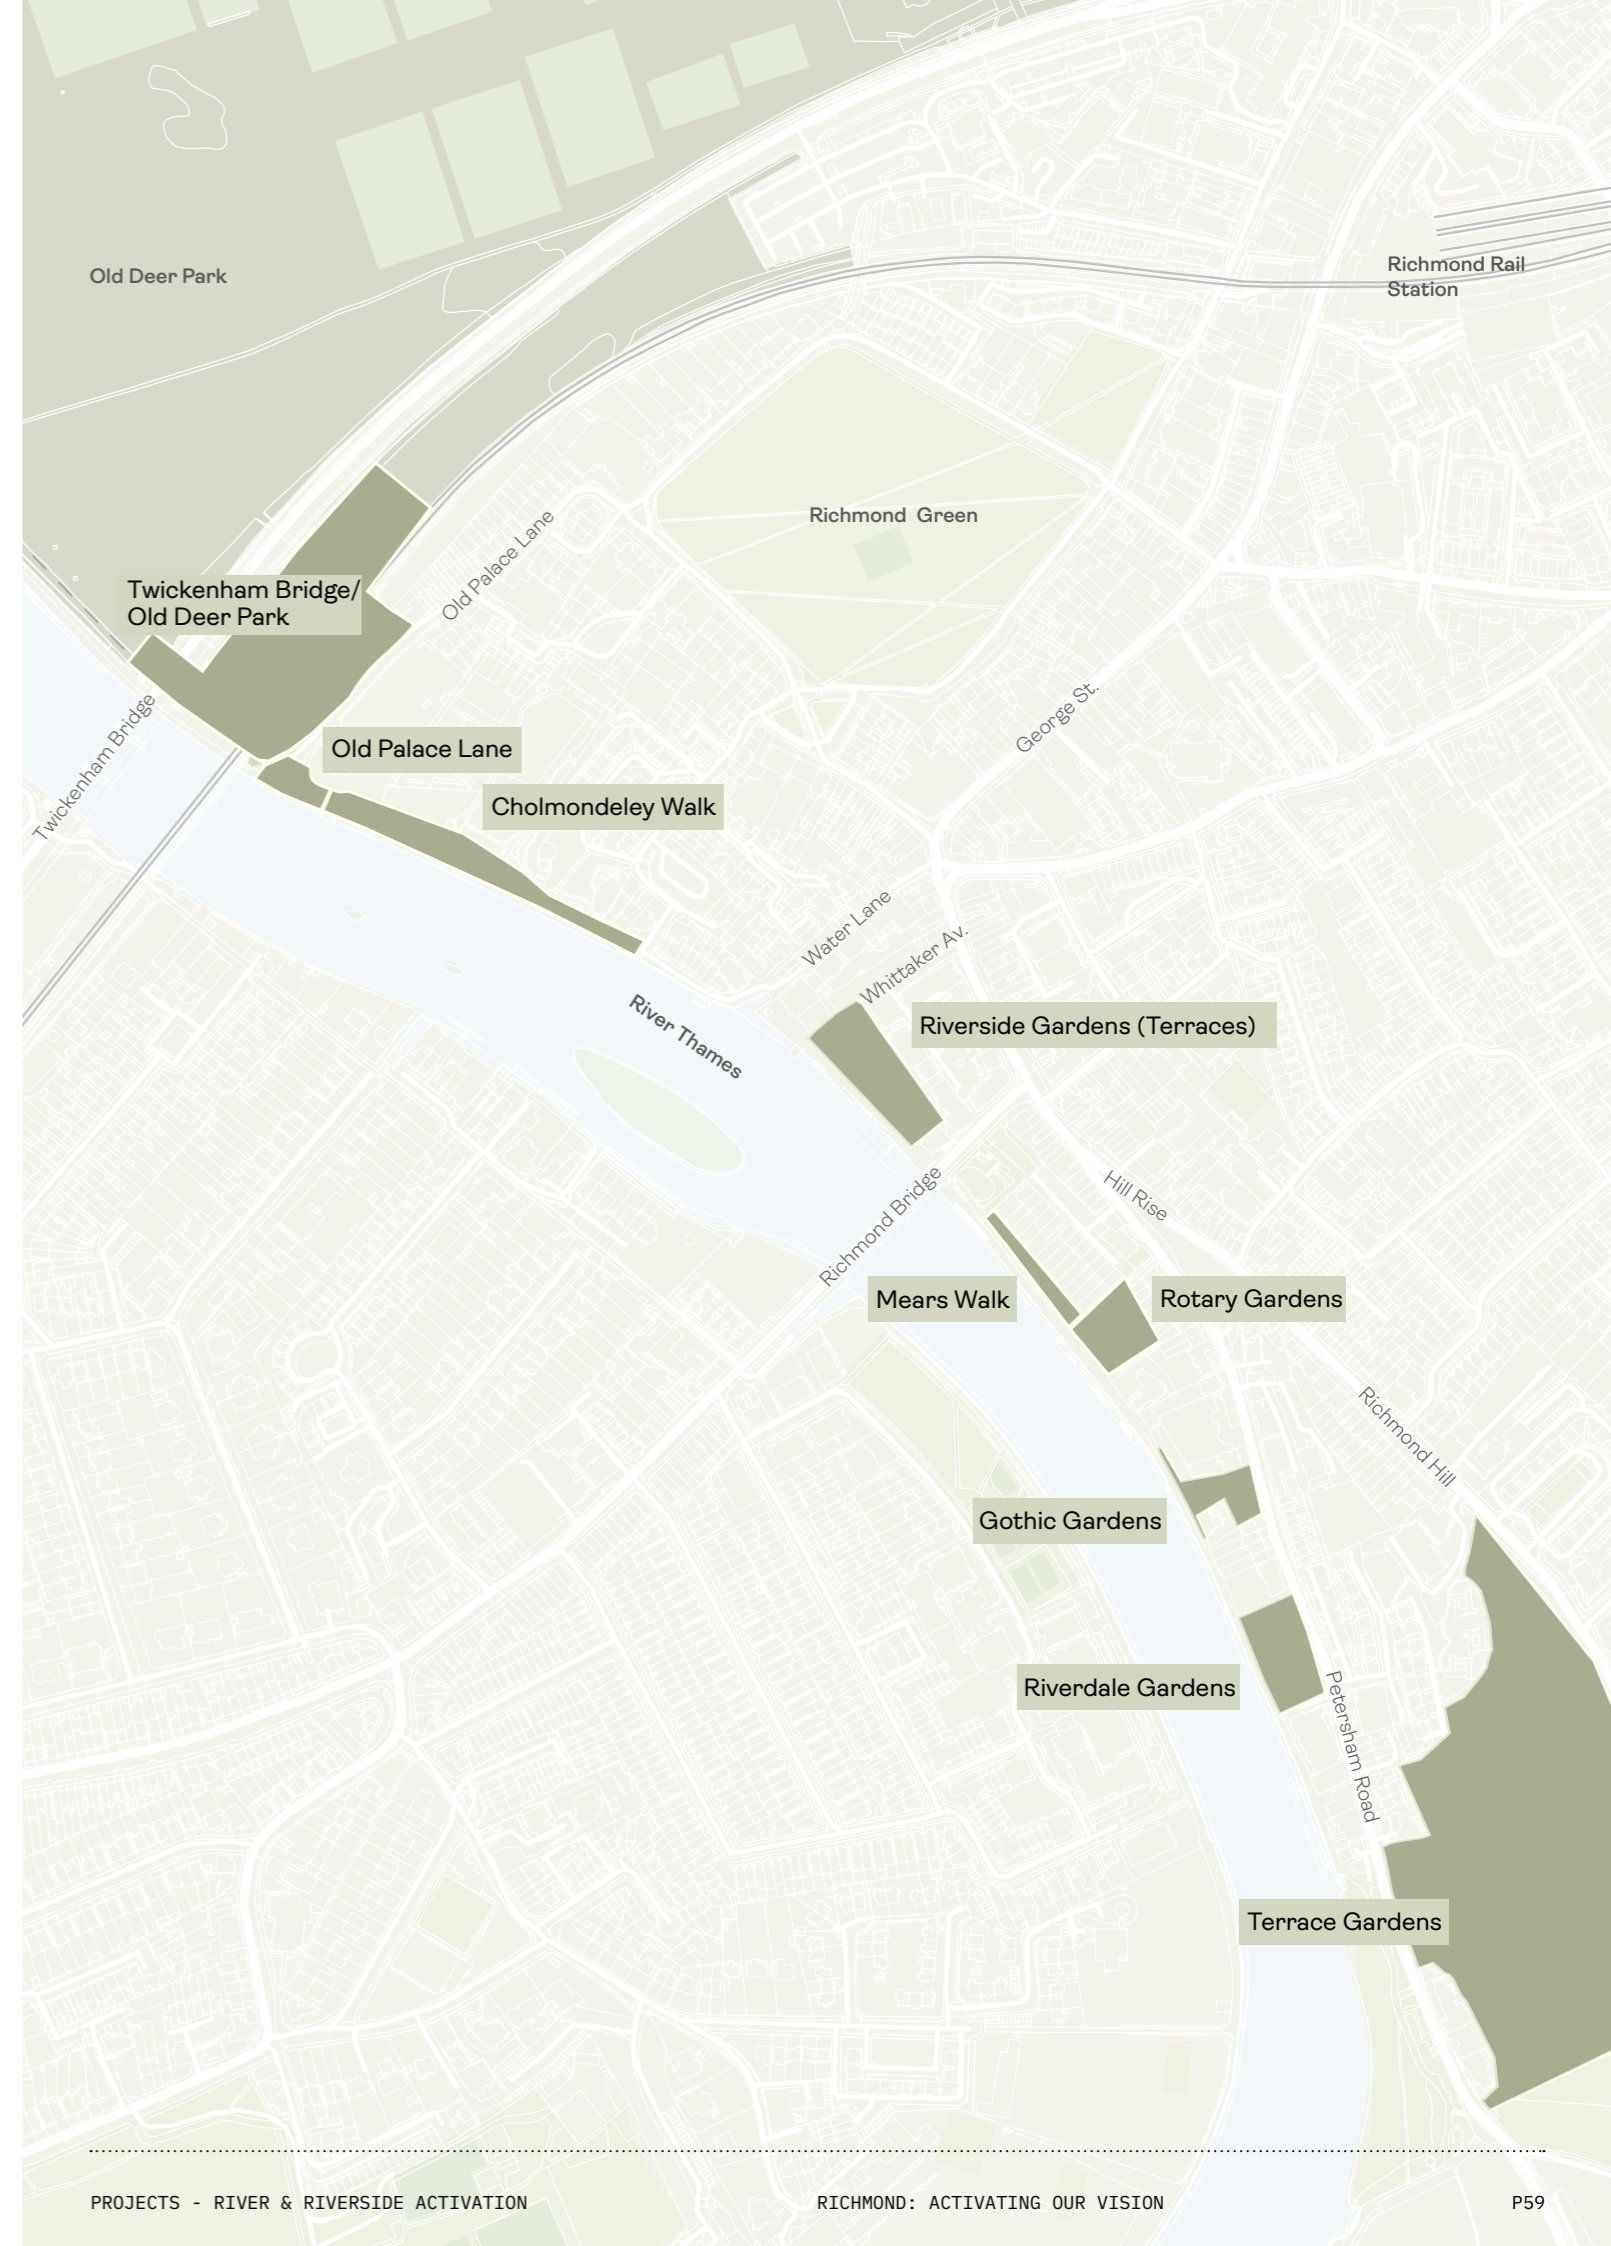 Old Deer Park
Richmond Rail
Station
Richmond Green
Old Palace Lane
Twickenham Bridge/
Old Deer Park
Twickenham Bridge
George St.
Old Palace Lane
Cholmondeley Walk
Water Lane
Whittaker Av.
River Thames
Riverside Gardens (Terraces)
Richmond Bridge
Hill Rise
Mears Walk
Rotary Gardens
Richmond Hill
Gothic Gardens
Riverdale Gardens
Petersham Road
Terrace Gardens
PROJECTS - RIVER & RIVERSIDE ACTIVATION
RICHMOND: ACTIVATING OUR VISION
P59